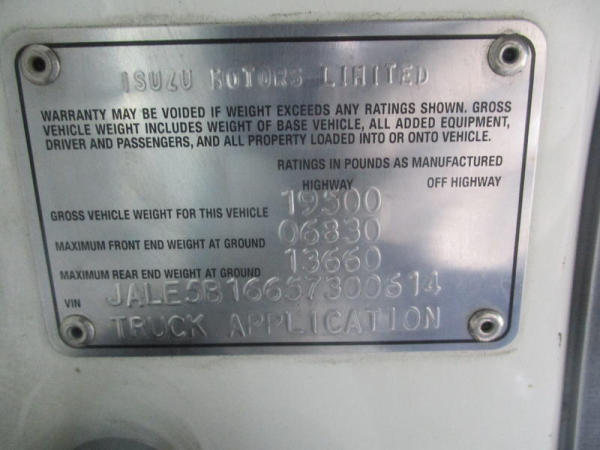 ISUZU MOTORS LIMITED
WARRANTY MAY BE VOIDED IF WEIGHT EXCEEDS ANY RATINGS SHOWN. GROSS
VEHICLE WEIGHT INCLUDES WEIGHT OF BASE VEHICLE, ALL ADDED EQUIPMENT,
DRIVER AND PASSENGERS, AND ALL PROPERTY LOADED INTO OR ONTO VEHICLE.
RATINGS IN POUNDS AS MANUFACTURED
HIGHWAY OFF HIGHWAY
GROSS VEHICLE WEIGHT FOR THIS VEHICLE 19500
MAXIMUM FRONT END WEIGHT AT GROUND 06830
MAXIMUM REAR END WEIGHT AT GROUND 13660
VIN JALE5B16657300614
TRUCK APPLICATION